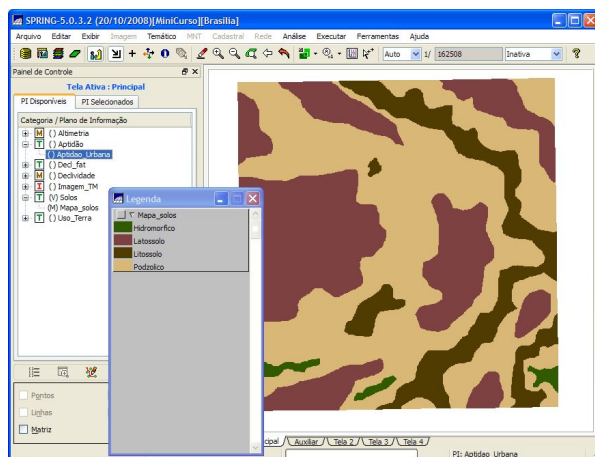 SPRING-5.0.3.2 (20/10/2008)[MiniCurso][Brasilia]
Arquivo Editar Exibir Imagem Temático MNT Cadastral Rede Análise Executar Ferramentas Ajuda
Auto 1/ 162508 Inativa
Painel de Controle
Tela Ativa : Principal
PI Disponíveis PI Selecionados
Categoria / Plano de Informação
M () Altimetria
T () Aptidão
() Aptidao_Urbana
T () Decl_fat
M () Declividade
I () Imagem_TM
T (V) Solos
(M) Mapa_solos
T () Uso_Terra
Legenda
Mapa_solos
Hidromorfico
Latossolo
Litossolo
Podzolico
Pontos
Linhas
Matriz
cipal Auxiliar Tela 2 Tela 3 Tela 4
PI: Aptidao_Urbana